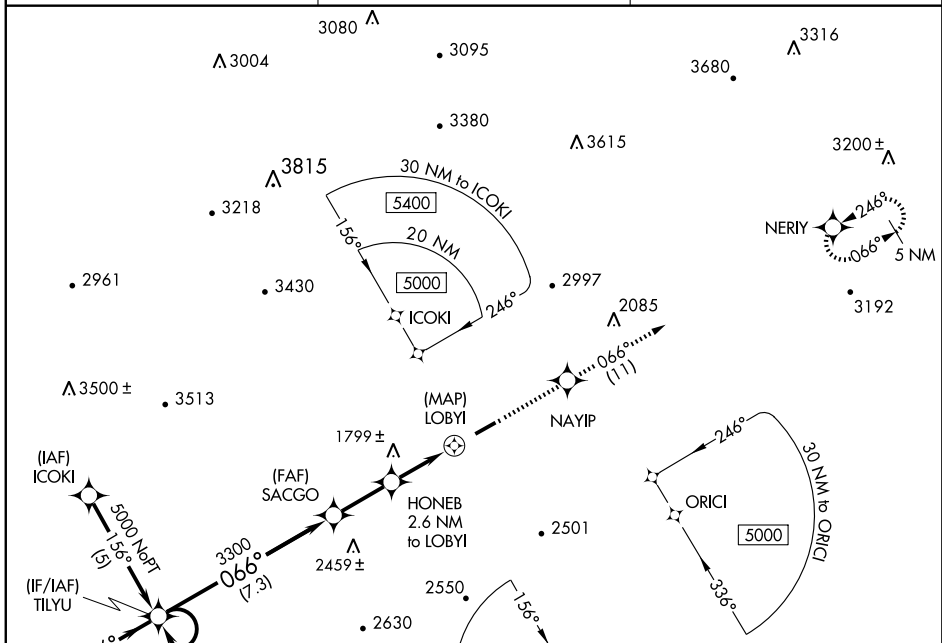 3080
3316
3095
3004
3680
3380
3615
3200 ±
3815
30 NM to ICOKI
5400
3218
156°
246°
NERIY
20 NM
066°
5 NM
5000
2961
3430
2997
246°
3192
ICOKI
2085
066°
(11)
3500 ±
3513
(MAP)
LOBYI
NAYIP
1799 ±
246°
(IAF)
ICOKI
(FAF)
SACGO
30 NM to ORICI
HONEB
2.6 NM
to LOBYI
ORICI
5000 NoPT
156°
(5)
2501
5000
3300
066°
(7.3)
2459 ±
(IF/IAF)
TILYU
2550
156°
336°
2630